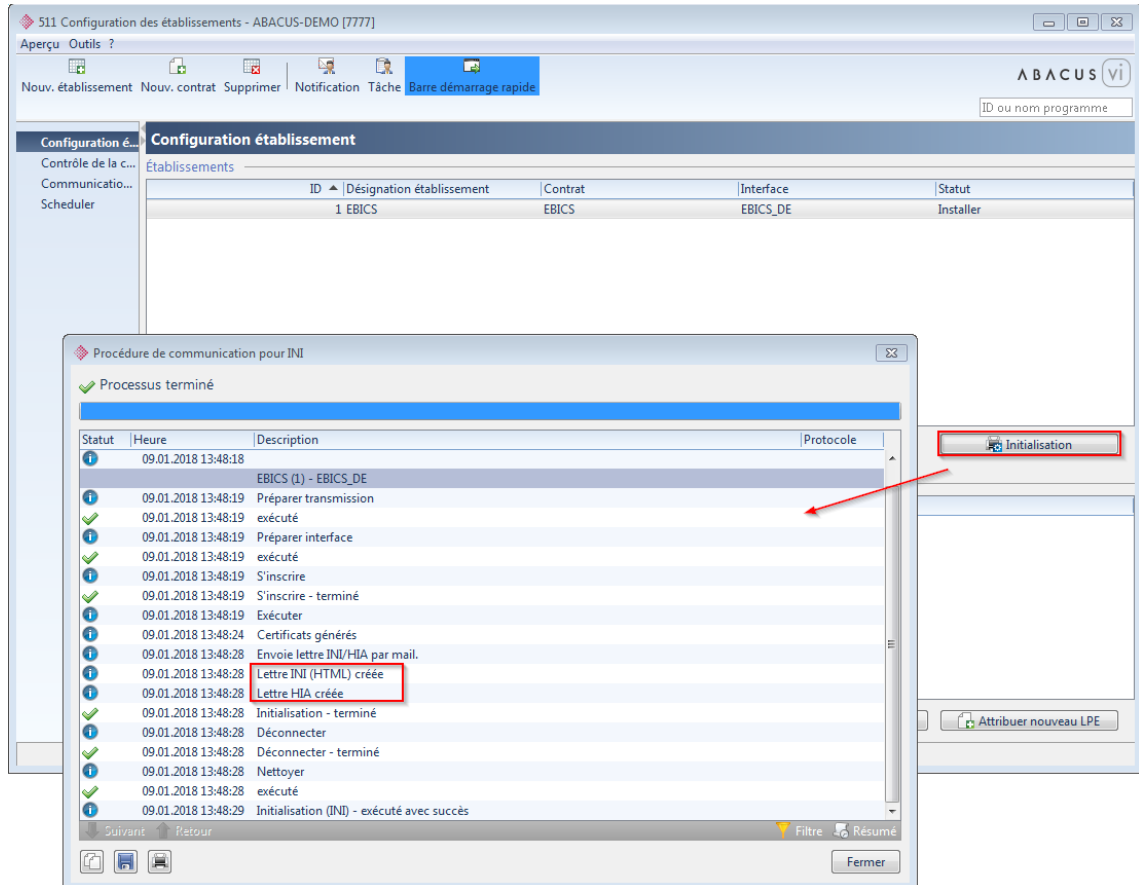 511 Configuration des établissements - ABACUS-DEMO [7777]
Aperçu Outils ?
Nouv. établissement Nouv. contrat Supprimer Notification Tâche Barre démarrage rapide
ABACUS vi
ID ou nom programme
Configuration é...
Contrôle de la c...
Communicatio...
Scheduler
Configuration établissement
Établissements
ID Désignation établissement Contrat Interface Statut
1 EBICS EBICS EBICS_DE Installer
Initialisation
Attribuer nouveau LPE
Procédure de communication pour INI
Processus terminé
Statut Heure Description Protocole
09.01.2018 13:48:18
EBICS (1) - EBICS_DE
09.01.2018 13:48:19 Préparer transmission
09.01.2018 13:48:19 exécuté
09.01.2018 13:48:19 Préparer interface
09.01.2018 13:48:19 exécuté
09.01.2018 13:48:19 S'inscrire
09.01.2018 13:48:19 S'inscrire - terminé
09.01.2018 13:48:19 Exécuter
09.01.2018 13:48:24 Certificats générés
09.01.2018 13:48:28 Envoie lettre INI/HIA par mail.
09.01.2018 13:48:28 Lettre INI (HTML) créée
09.01.2018 13:48:28 Lettre HIA créée
09.01.2018 13:48:28 Initialisation - terminé
09.01.2018 13:48:28 Déconnecter
09.01.2018 13:48:28 Déconnecter - terminé
09.01.2018 13:48:28 Nettoyer
09.01.2018 13:48:28 exécuté
09.01.2018 13:48:29 Initialisation (INI) - exécuté avec succès
Suivant Retour Filtre Résumé
Fermer